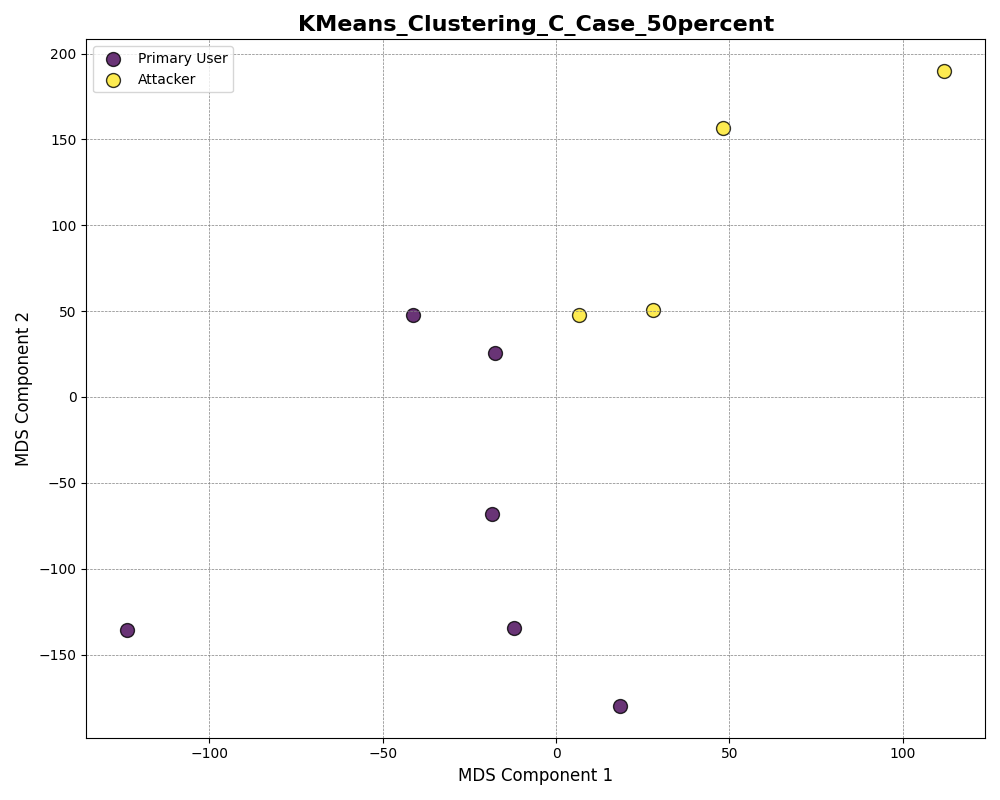 KMeans_Clustering_C_Case_50percent
Primary User
Attacker
MDS Component 2
200
150
100
50
0
−50
−100
−150
−100
−50
0
50
100
MDS Component 1